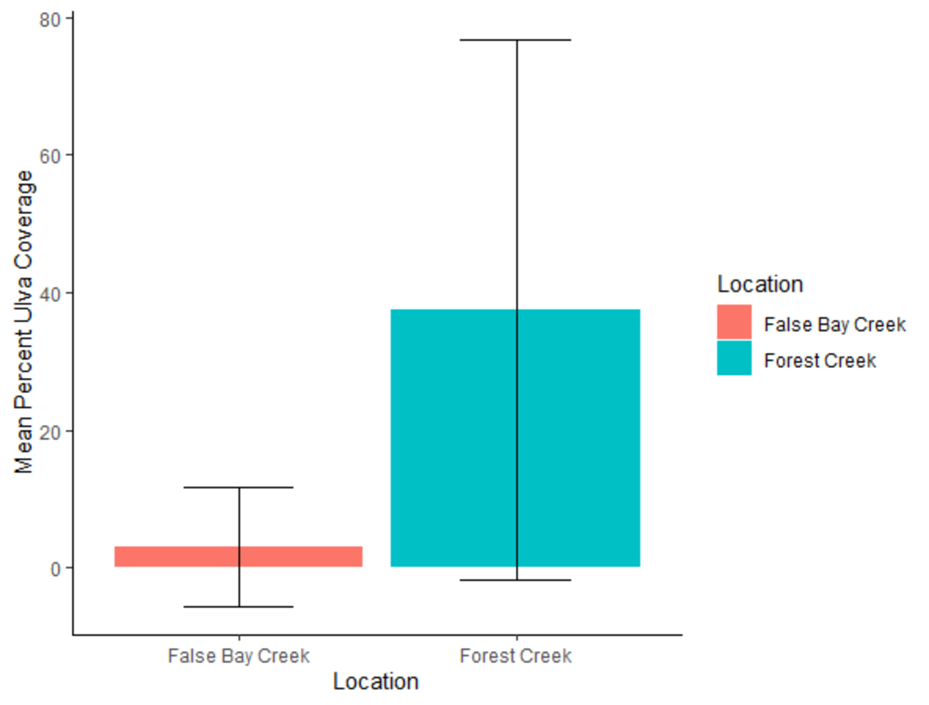 80
60
40
20
0
Mean Percent Ulva Coverage
False Bay Creek
Forest Creek
Location
Location
False Bay Creek
Forest Creek